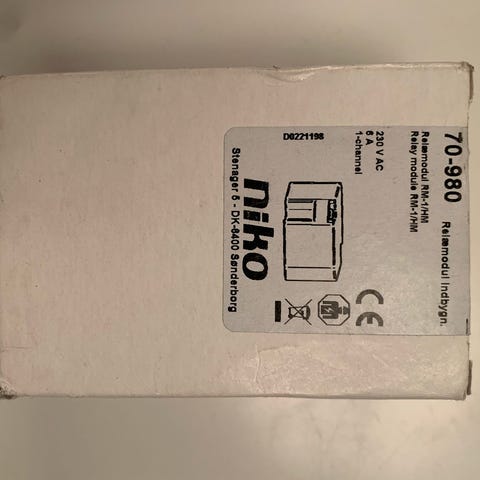 70-980 Relæmodul Indbygn.
Relæmodul RM-1/HM
Relay module RM-1/HM
230 V AC
6 A
1-channel
D0221198
niko
Stenager 5 - DK-6400 Sønderborg